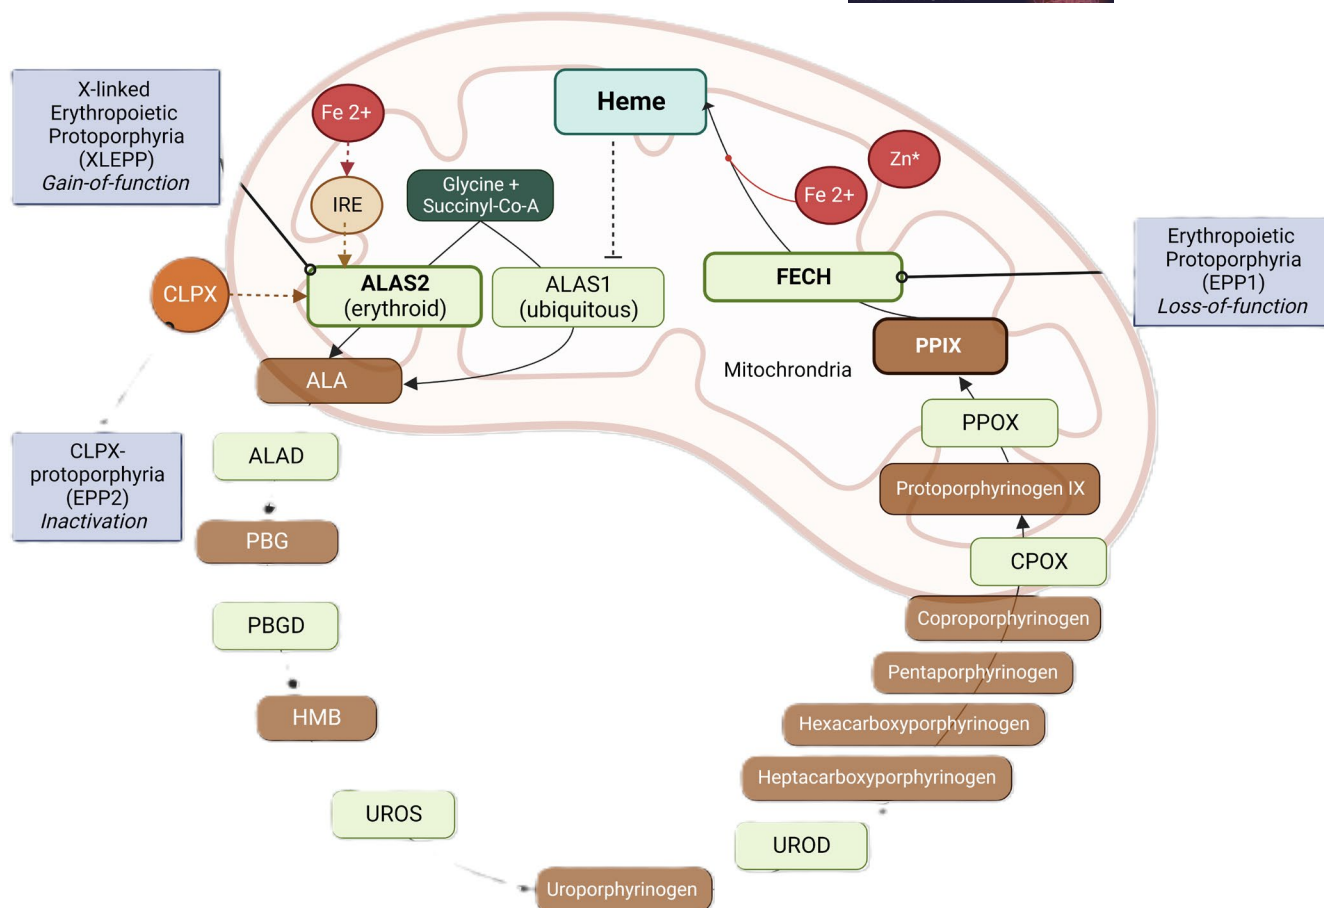 X-linked
Erythropoietic
Protoporphyria
(XLEPP)
Gain-of-function
Fe 2+
IRE
Glycine +
Succinyl-Co-A
Heme
Zn*
Fe 2+
Erythropoietic
Protoporphyria
(EPP1)
Loss-of-function
CLPX
ALAS2
(erythroid)
ALAS1
(ubiquitous)
FECH
PPIX
Mitochrondria
ALA
PPOX
CLPX-
protoporphyria
(EPP2)
Inactivation
ALAD
Protoporphyrinogen IX
PBG
CPOX
PBGD
Coproporphyrinogen
Pentaporphyrinogen
HMB
Hexacarboxyporphyrinogen
Heptacarboxyporphyrinogen
UROS
UROD
Uroporphyrinogen